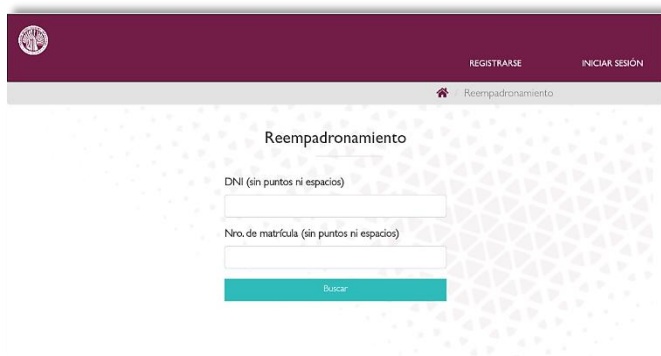 REGISTRARSE INICIAR SESIÓN
/ Reempadronamiento
Reempadronamiento
DNI (sin puntos ni espacios)
Nro. de matrícula (sin puntos ni espacios)
Buscar